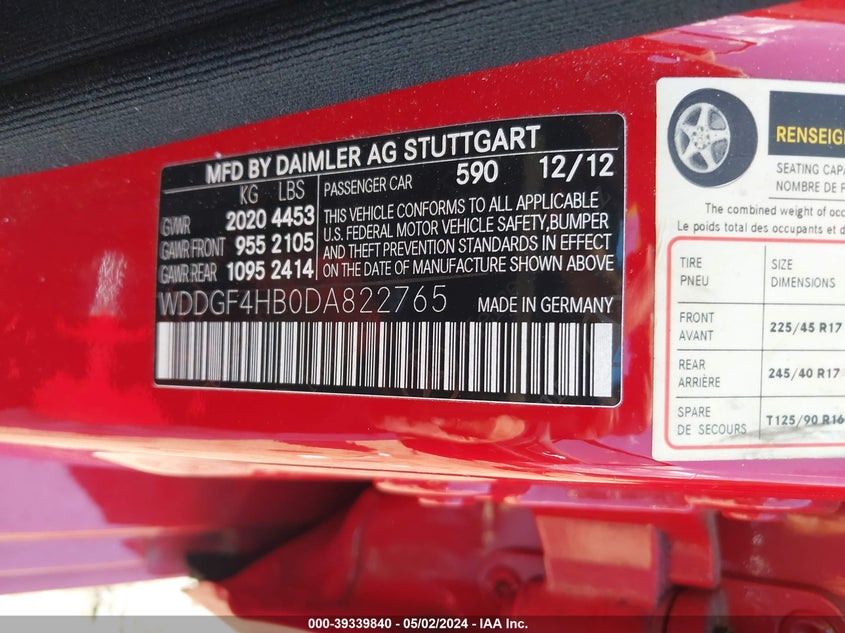 MFD BY DAIMLER AG STUTTGART
KG LBS
GVWR 2020 4453
GAWR FRONT 955 2105
GAWR REAR 1095 2414
PASSENGER CAR 590 12/12
THIS VEHICLE CONFORMS TO ALL APPLICABLE
U.S. FEDERAL MOTOR VEHICLE SAFETY, BUMPER
AND THEFT PREVENTION STANDARDS IN EFFECT
ON THE DATE OF MANUFACTURE SHOWN ABOVE
WDDGF4HB0DA822765 MADE IN GERMANY
SEATING
NOMBRE DE
The combined weight of
Le poids total des occupants et
TIRE SIZE
PNEU DIMENSIONS
FRONT
AVANT
225/45 R17
REAR
ARRIÈRE
245/40 R17
SPARE
DE SECOURS
T125/90 R16
000-39339840 — 05/02/2024 - IAA Inc.